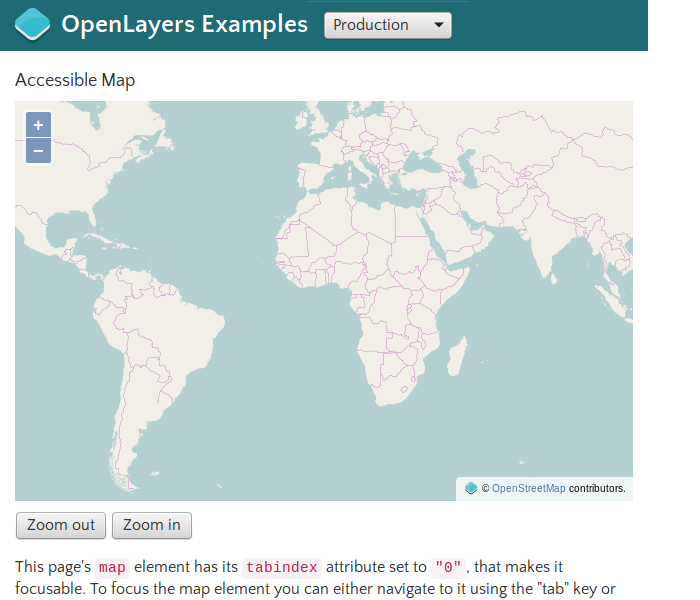 OpenLayers Examples Production
Accessible Map
+
−
© OpenStreetMap contributors.
Zoom out Zoom in
This page's map element has its tabindex attribute set to "0", that makes it
focusable. To focus the map element you can either navigate to it using the "tab" key or